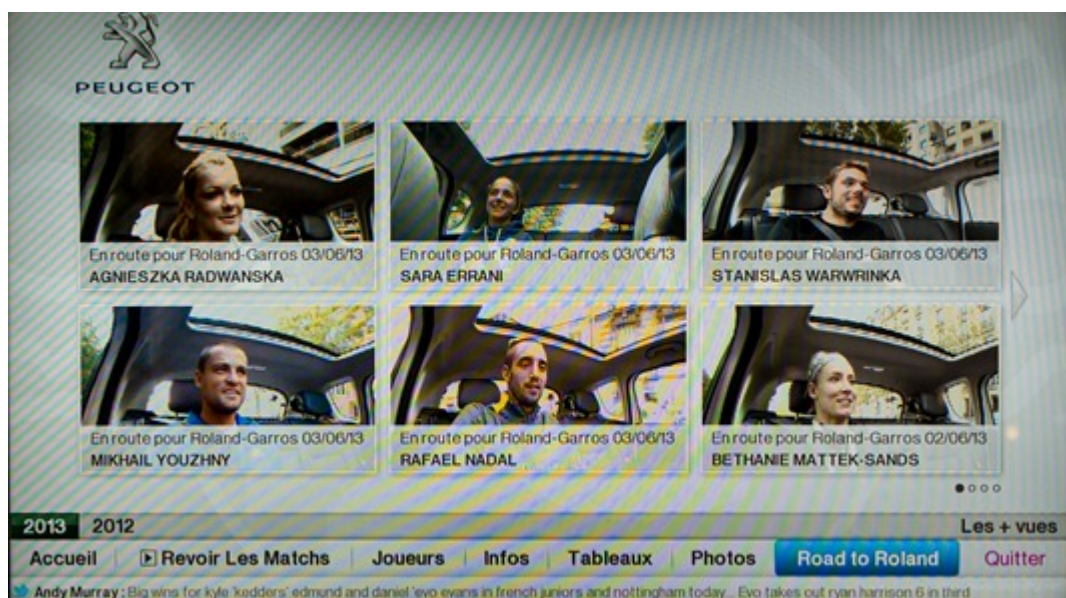 PEUGEOT
En route pour Roland-Garros 03/06/13
AGNIESZKA RADWANSKA
En route pour Roland-Garros 03/06/13
SARA ERRANI
En route pour Roland-Garros 03/06/13
STANISLAS WARWRINKA
En route pour Roland-Garros 03/06/13
MIKHAIL YOUZHNY
En route pour Roland-Garros 03/06/13
RAFAEL NADAL
En route pour Roland-Garros 02/06/13
BETHANIE MATTEK-SANDS
2013 2012 Les + vues
Accueil Revoir Les Matchs Joueurs Infos Tableaux Photos Road to Roland Quitter
Andy Murray : Big wins for kyle 'kedders' edmund and daniel 'evo evans in french juniors and nottingham today... Evo takes out ryan harrison 6 in third